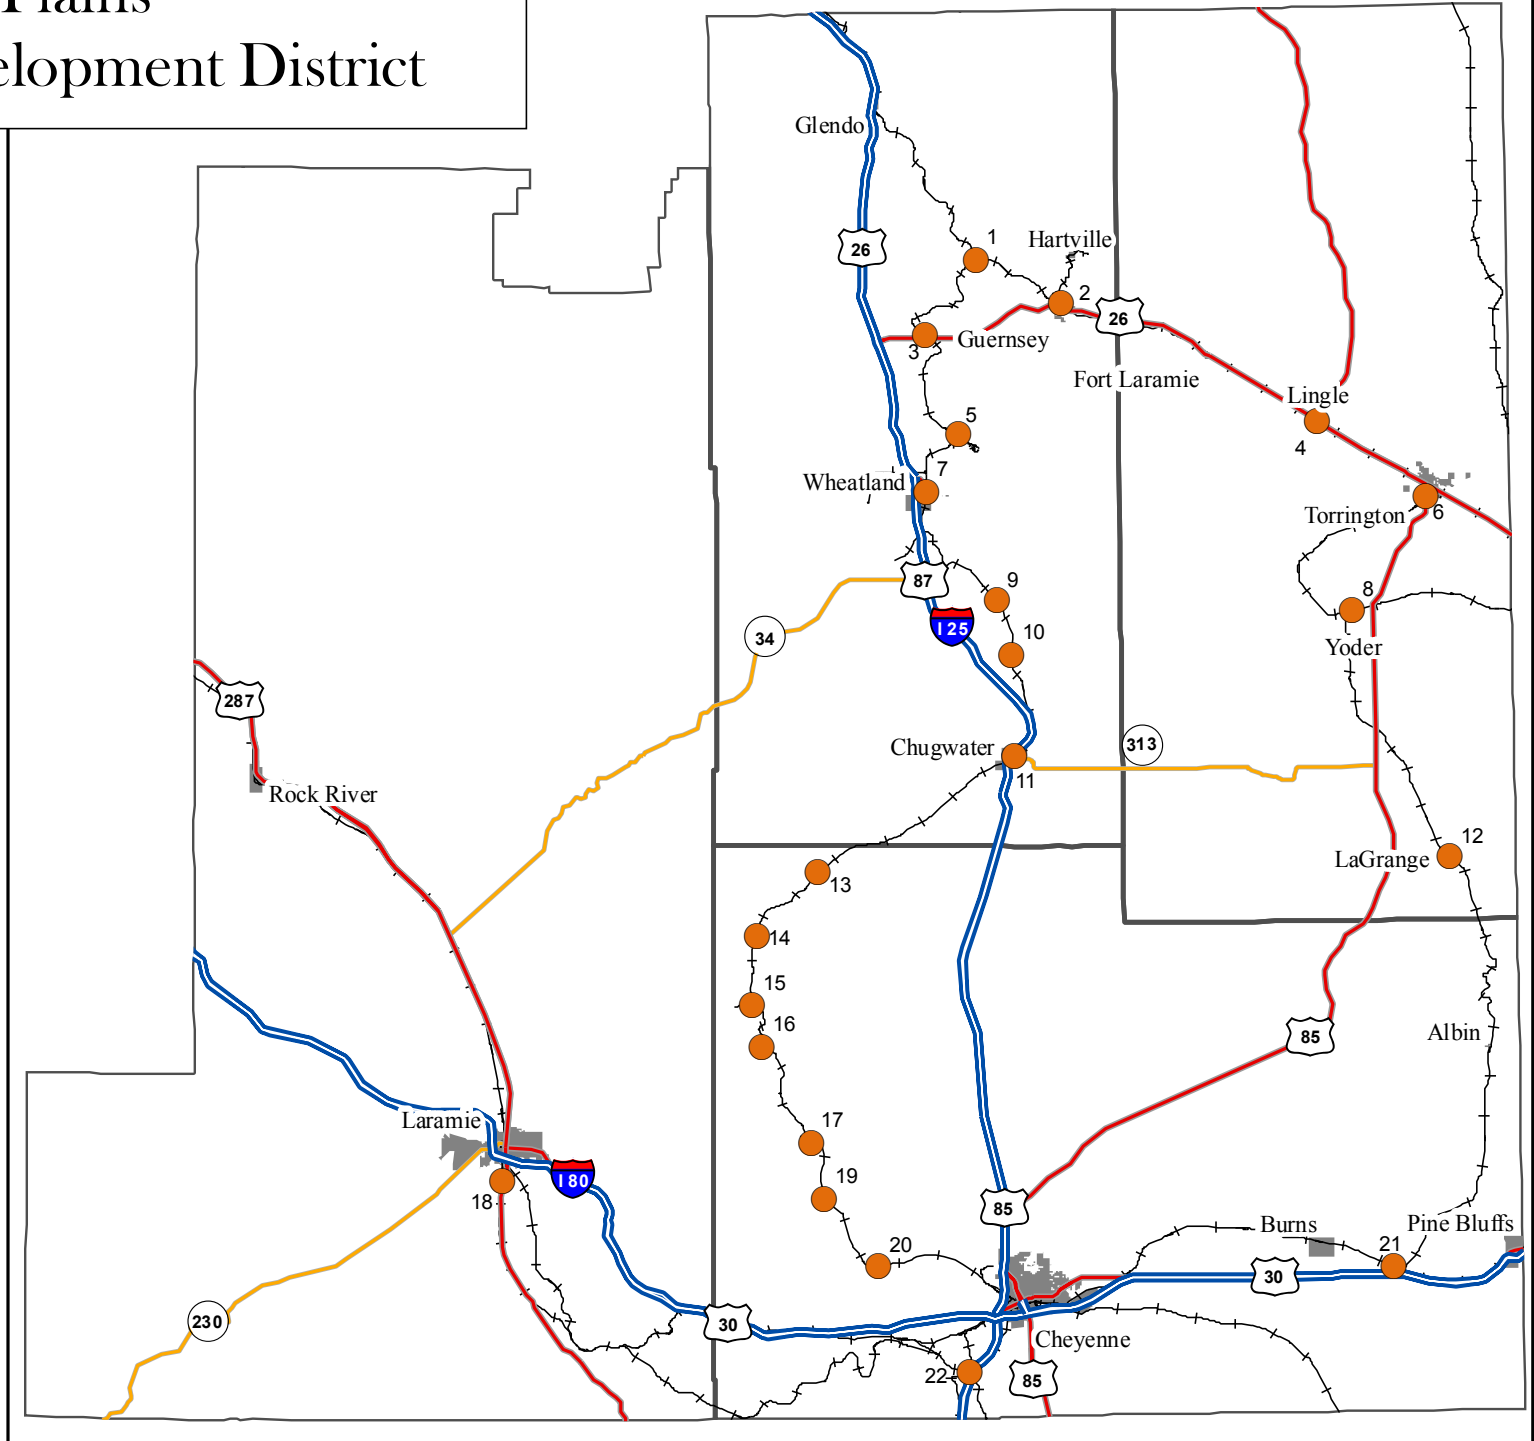 Plains
elopment District
Glendo
26
1
Hartville
2
26
3
Guernsey
Fort Laramie
Lingle
4
5
7
Wheatland
6
Torrington
87
9
8
I 25
34
10
Yoder
287
Chugwater
313
11
Rock River
12
LaGrange
13
14
15
16
Albin
85
Laramie
17
I 80
18
19
85
Burns
Pine Bluffs
20
21
30
230
30
Cheyenne
22
85